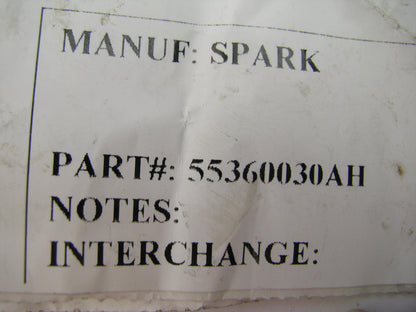 MANUF: SPARK
PART#: 55360030AH
NOTES:
INTERCHANGE: